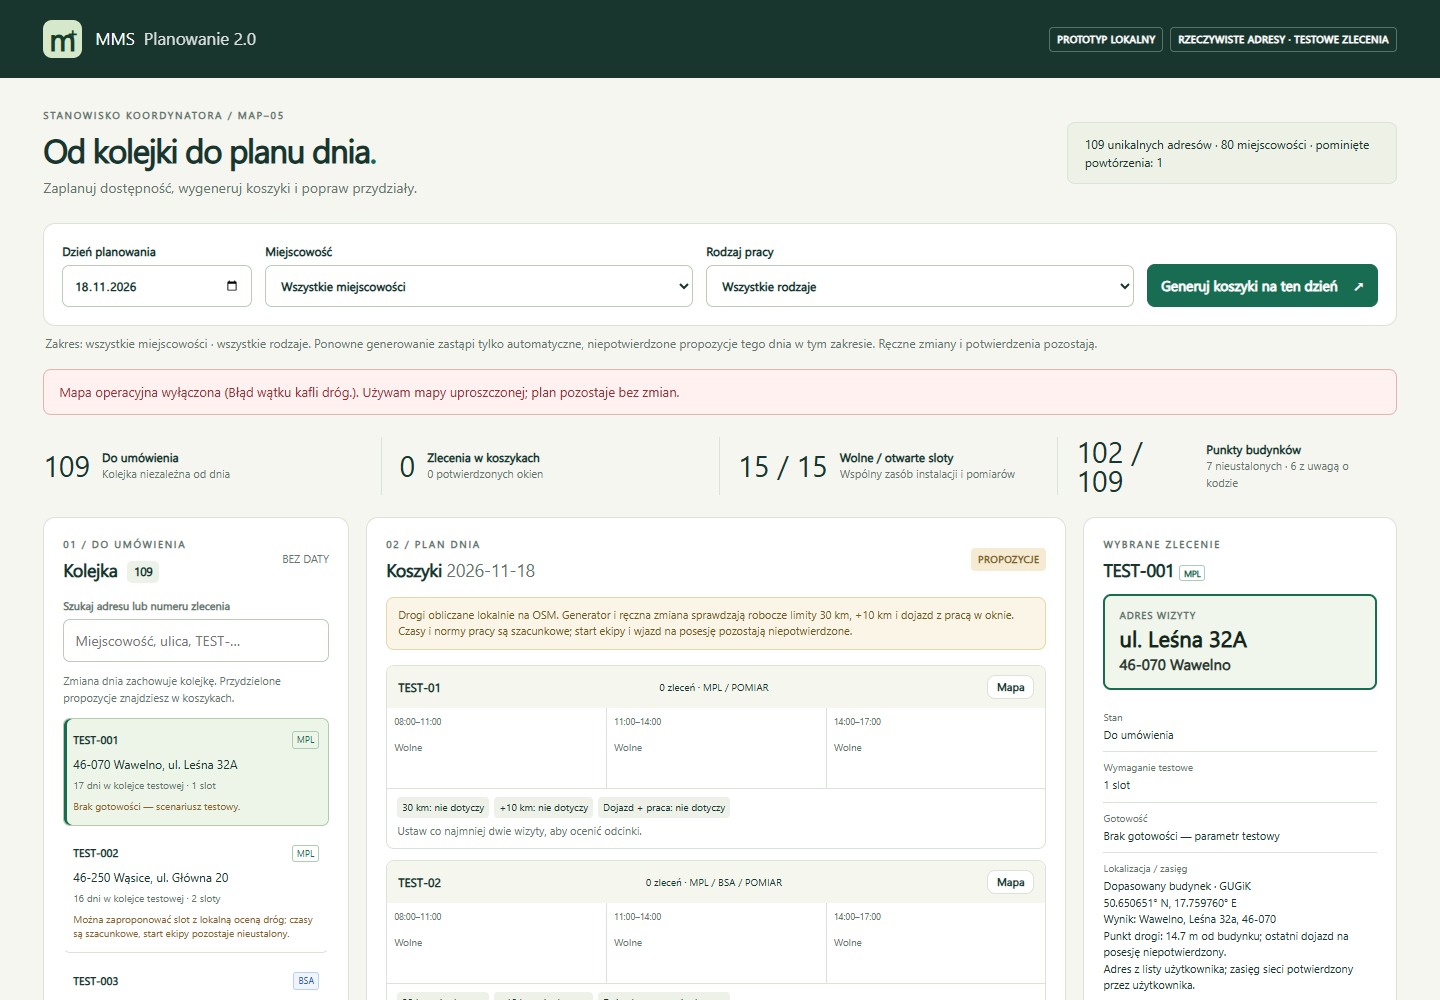 mt MMS Planowanie 2.0
PROTOTYP LOKALNY
RZECZYWISTE ADRESY · TESTOWE ZLECENIA
STANOWISKO KOORDYNATORA / MAP–05
Od kolejki do planu dnia.
Zaplanuj dostępność, wygeneruj koszyki i popraw przydziały.
109 unikalnych adresów · 80 miejscowości · pominięte
powtórzenia: 1
Dzień planowania
18.11.2026
Miejscowość
Wszystkie miejscowości
Rodzaj pracy
Wszystkie rodzaje
Generuj koszyki na ten dzień ↗
Zakres: wszystkie miejscowości · wszystkie rodzaje. Ponowne generowanie zastąpi tylko automatyczne, niepotwierdzone propozycje tego dnia w tym zakresie. Ręczne zmiany i potwierdzenia pozostają.
Mapa operacyjna wyłączona (Błąd wątku kafli dróg.). Używam mapy uproszczonej; plan pozostaje bez zmian.
109
Do umówienia
Kolejka niezależna od dnia
0
Zlecenia w koszykach
0 potwierdzonych okien
15 / 15
Wolne / otwarte sloty
Wspólny zasób instalacji i pomiarów
102 /
109
Punkty budynków
7 nieustalonych · 6 z uwagą o
kodzie
01 / DO UMÓWIENIA
Kolejka 109
BEZ DATY
Szukaj adresu lub numeru zlecenia
Miejscowość, ulica, TEST-...
Zmiana dnia zachowuje kolejkę. Przydzielone
propozycje znajdziesz w koszykach.
TEST-001 MPL
46-070 Wawelno, ul. Leśna 32A
17 dni w kolejce testowej · 1 slot
Brak gotowości — scenariusz testowy.
TEST-002 MPL
46-250 Wąsice, ul. Główna 20
16 dni w kolejce testowej · 2 sloty
Można zaproponować slot z lokalną oceną dróg; czasy
są szacunkowe, start ekipy pozostaje nieustalony.
TEST-003 BSA
02 / PLAN DNIA
Koszyki 2026-11-18
PROPOZYCJE
Drogi obliczane lokalnie na OSM. Generator i ręczna zmiana sprawdzają robocze limity 30 km, +10 km i dojazd z pracą w oknie.
Czasy i normy pracy są szacunkowe; start ekipy i wjazd na posesję pozostają niepotwierdzone.
TEST-01 0 zleceń · MPL / POMIAR Mapa
08:00–11:00 11:00–14:00 14:00–17:00
Wolne Wolne Wolne
30 km: nie dotyczy +10 km: nie dotyczy Dojazd + praca: nie dotyczy
Ustaw co najmniej dwie wizyty, aby ocenić odcinki.
TEST-02 0 zleceń · MPL / BSA / POMIAR Mapa
08:00–11:00 11:00–14:00 14:00–17:00
Wolne Wolne Wolne
WYBRANE ZLECENIE
TEST-001 MPL
ADRES WIZYTY
ul. Leśna 32A
46-070 Wawelno
Stan
Do umówienia
Wymaganie testowe
1 slot
Gotowość
Brak gotowości — parametr testowy
Lokalizacja / zasięg
Dopasowany budynek · GUGiK
50.650651° N, 17.759760° E
Wynik: Wawelno, Leśna 32a, 46-070
Punkt drogi: 14.7 m od budynku; ostatni dojazd na
posesję niepotwierdzony.
Adres z listy użytkownika; zasięg sieci potwierdzony
przez użytkownika.